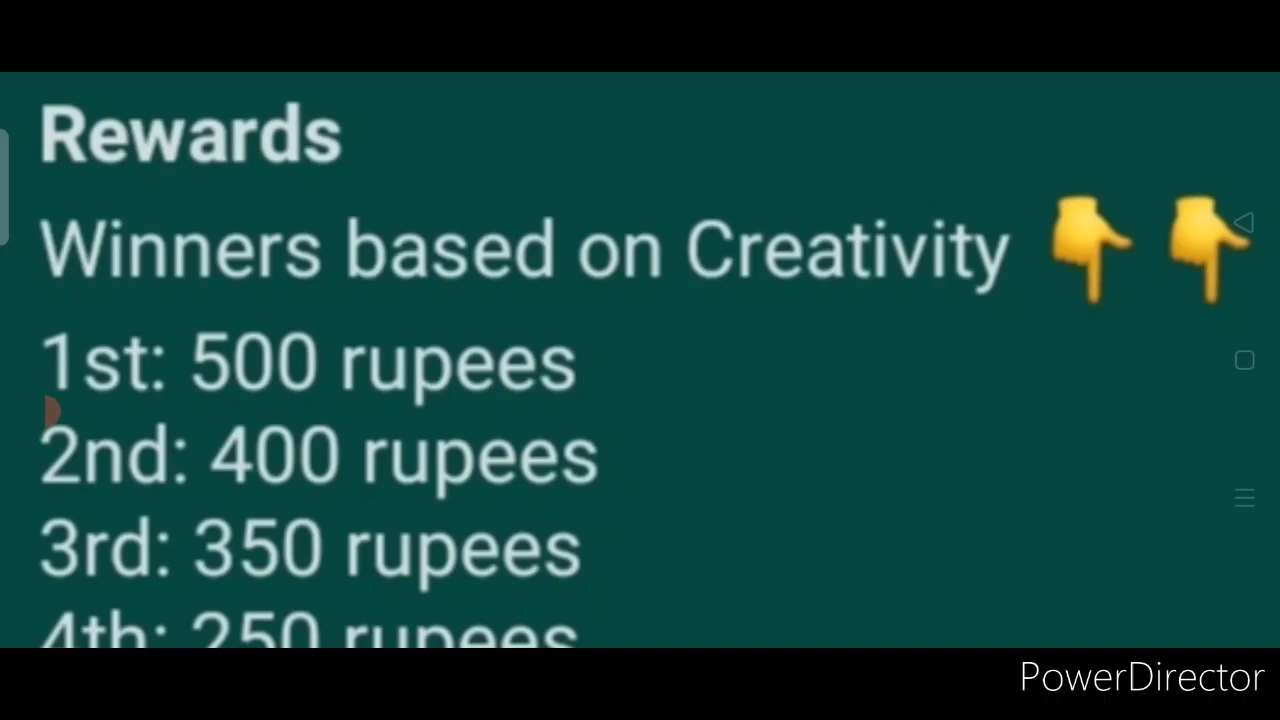 Rewards
Winners based on Creativity 👇 👇
1st: 500 rupees
2nd: 400 rupees
3rd: 350 rupees
4th: 250 rupees
PowerDirector